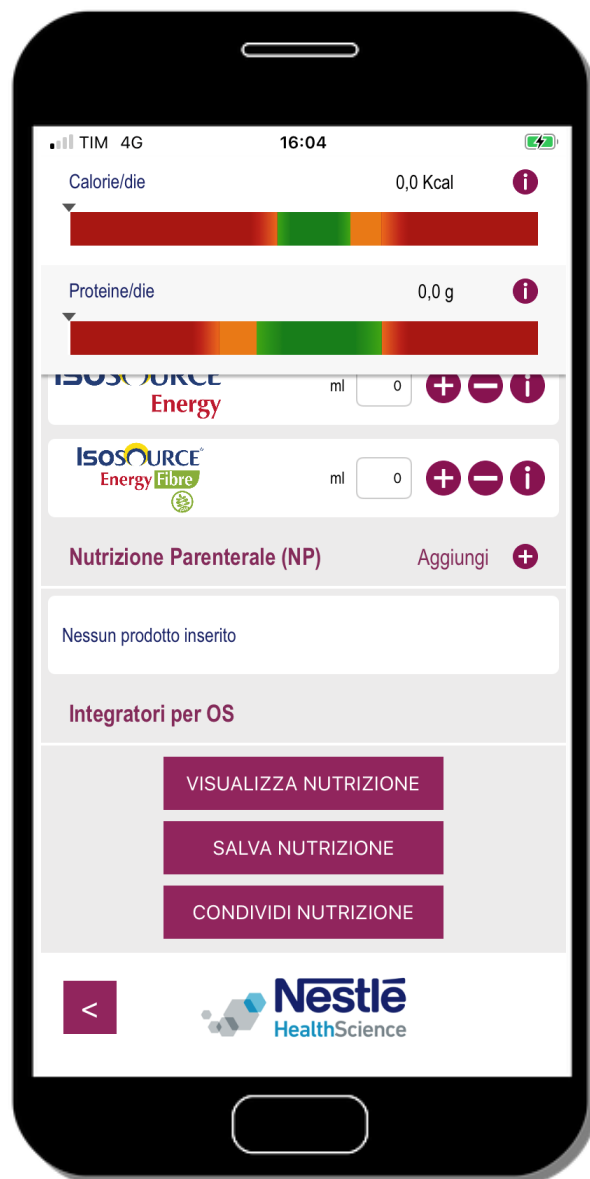 TIM 4G 16:04
Calorie/die 0,0 Kcal i
Proteine/die 0,0 g i
ISOSOURCE
Energy
ml 0 + − i
ISOSOURCE
Energy Fibre
ml 0 + − i
Nutrizione Parenterale (NP) Aggiungi +
Nessun prodotto inserito
Integratori per OS
VISUALIZZA NUTRIZIONE
SALVA NUTRIZIONE
CONDIVIDI NUTRIZIONE
<
Nestlé
HealthScience